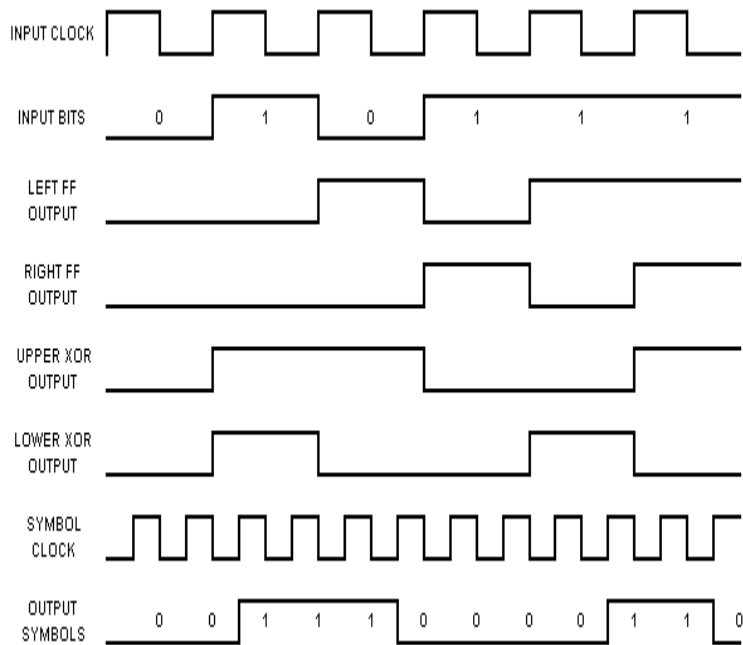 INPUT CLOCK
INPUT BITS
0 1 0 1 1 1
LEFT FF
OUTPUT
RIGHT FF
OUTPUT
UPPER XOR
OUTPUT
LOWER XOR
OUTPUT
SYMBOL
CLOCK
OUTPUT
SYMBOLS
0 0 1 1 1 0 0 0 0 1 1 0